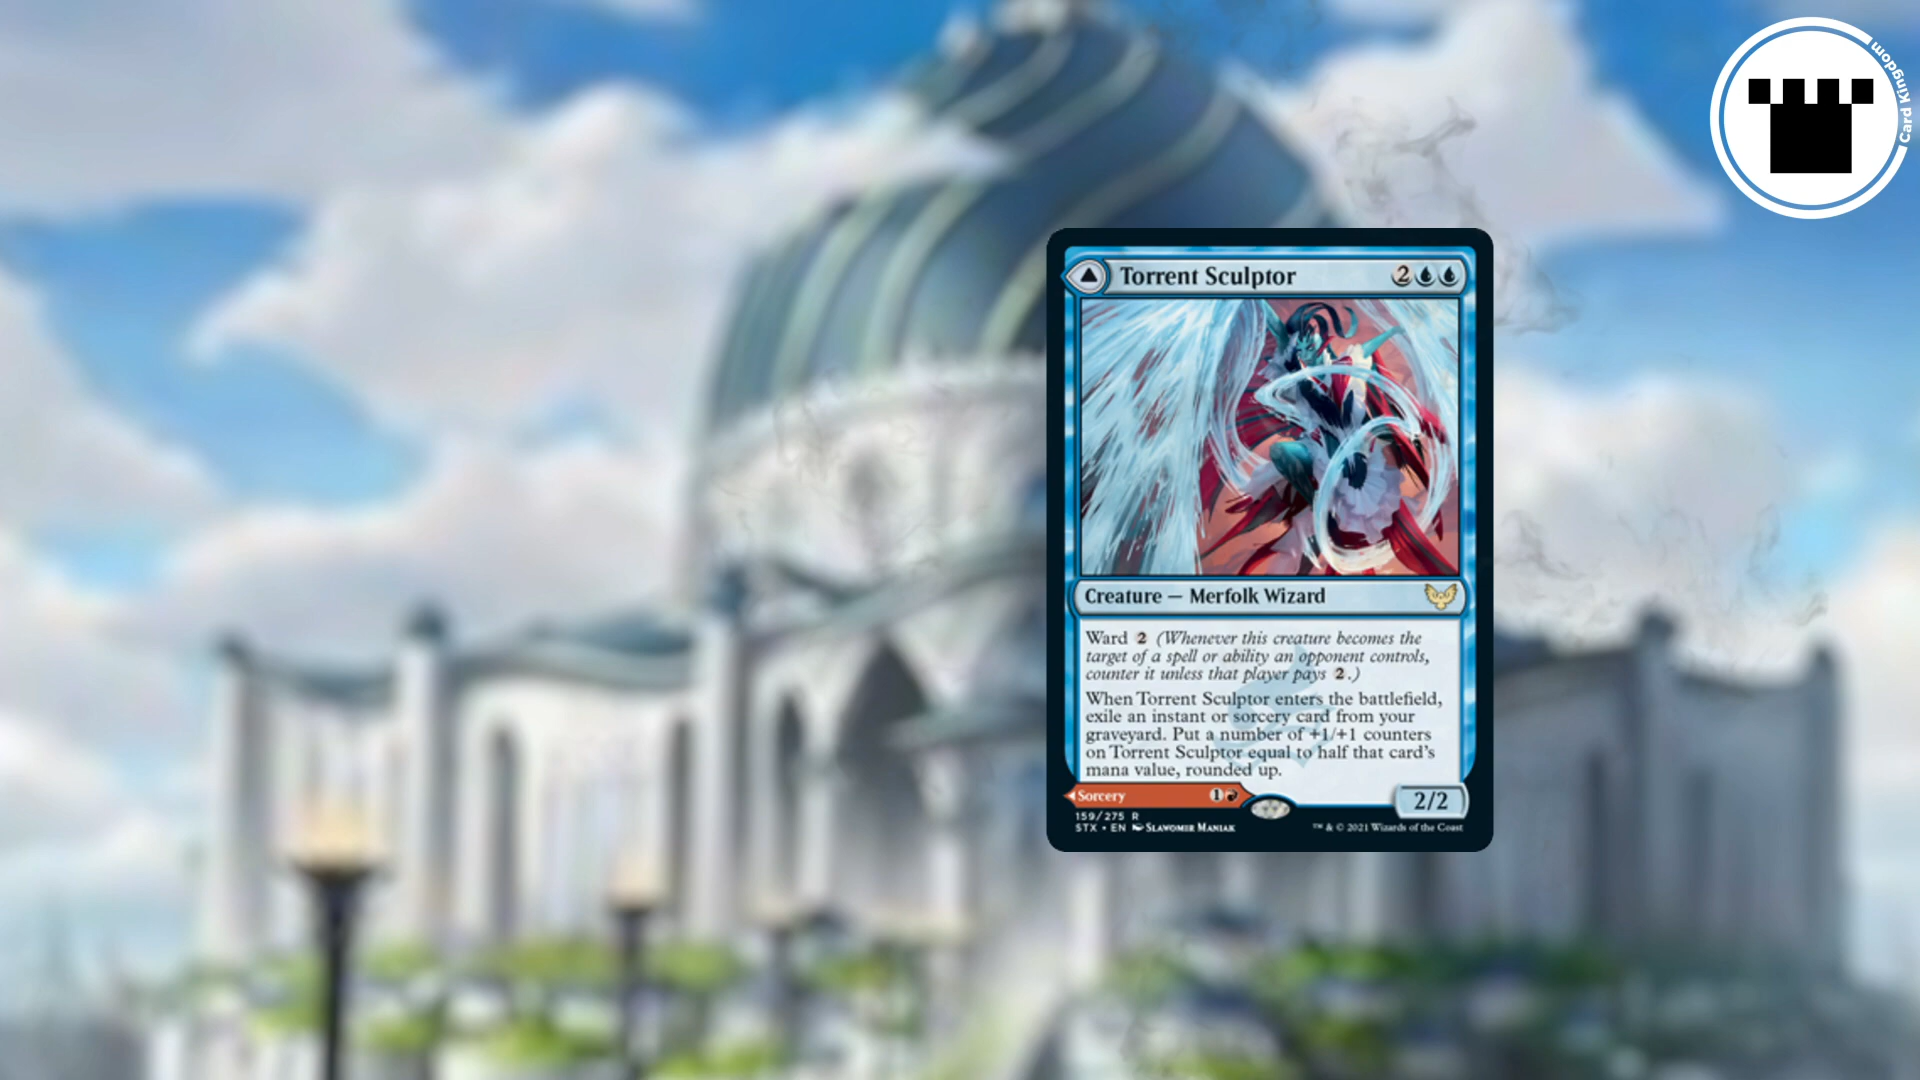 Card Kingdom
Torrent Sculptor 2
Creature — Merfolk Wizard
Ward 2 (Whenever this creature becomes the
target of a spell or ability an opponent controls,
counter it unless that player pays 2.)
When Torrent Sculptor enters the battlefield,
exile an instant or sorcery card from your
graveyard. Put a number of +1/+1 counters
on Torrent Sculptor equal to half that card's
mana value, rounded up.
Sorcery 1
2/2
159/275 R
STX • EN Slawomir Maniak
™ & © 2021 Wizards of the Coast